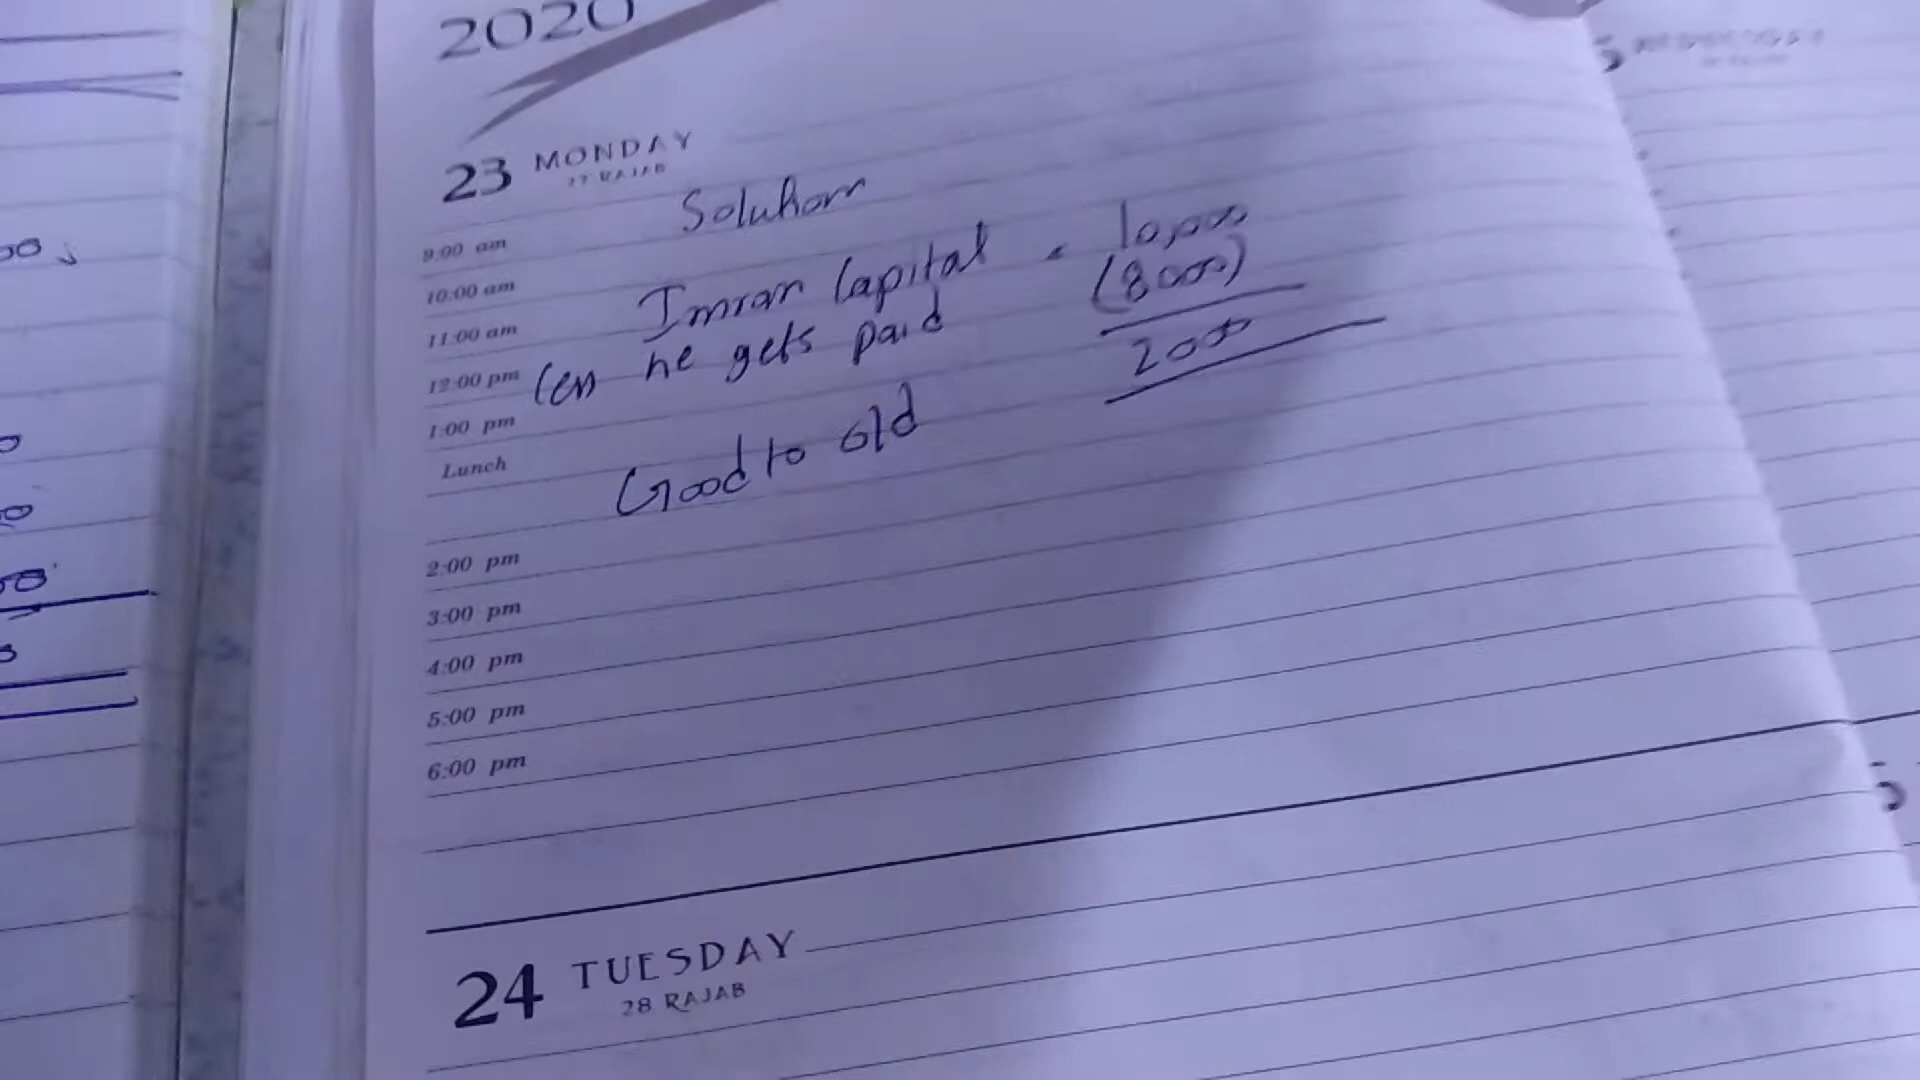 2020
23 MONDAY
27 RAJAB
Solution
9:00 am
10:00 am
Imran Capital = 10,000
11:00 am
12:00 pm
Less he gets paid (8000)
2000
1:00 pm
Lunch
Good to old
2:00 pm
3:00 pm
4:00 pm
5:00 pm
6:00 pm
24 TUESDAY
28 RAJAB